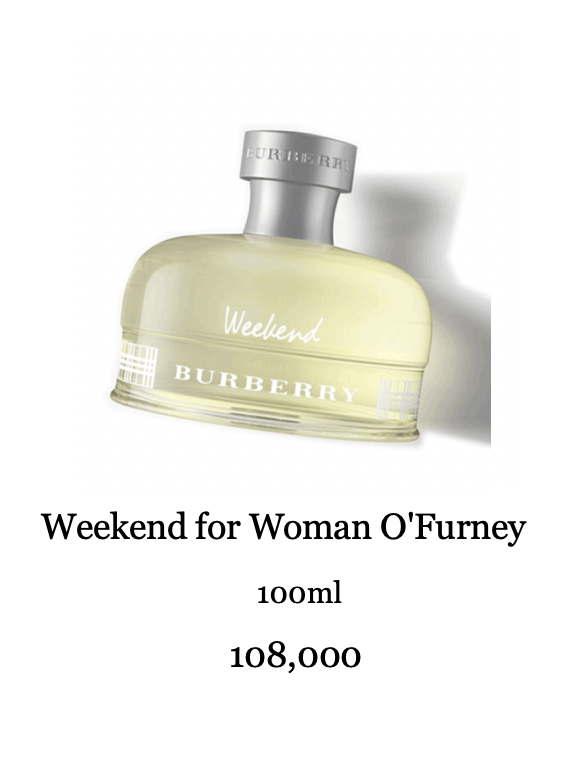 BURBERRY
Weekend
BURBERRY
Weekend for Woman O'Furney
100ml
108,000